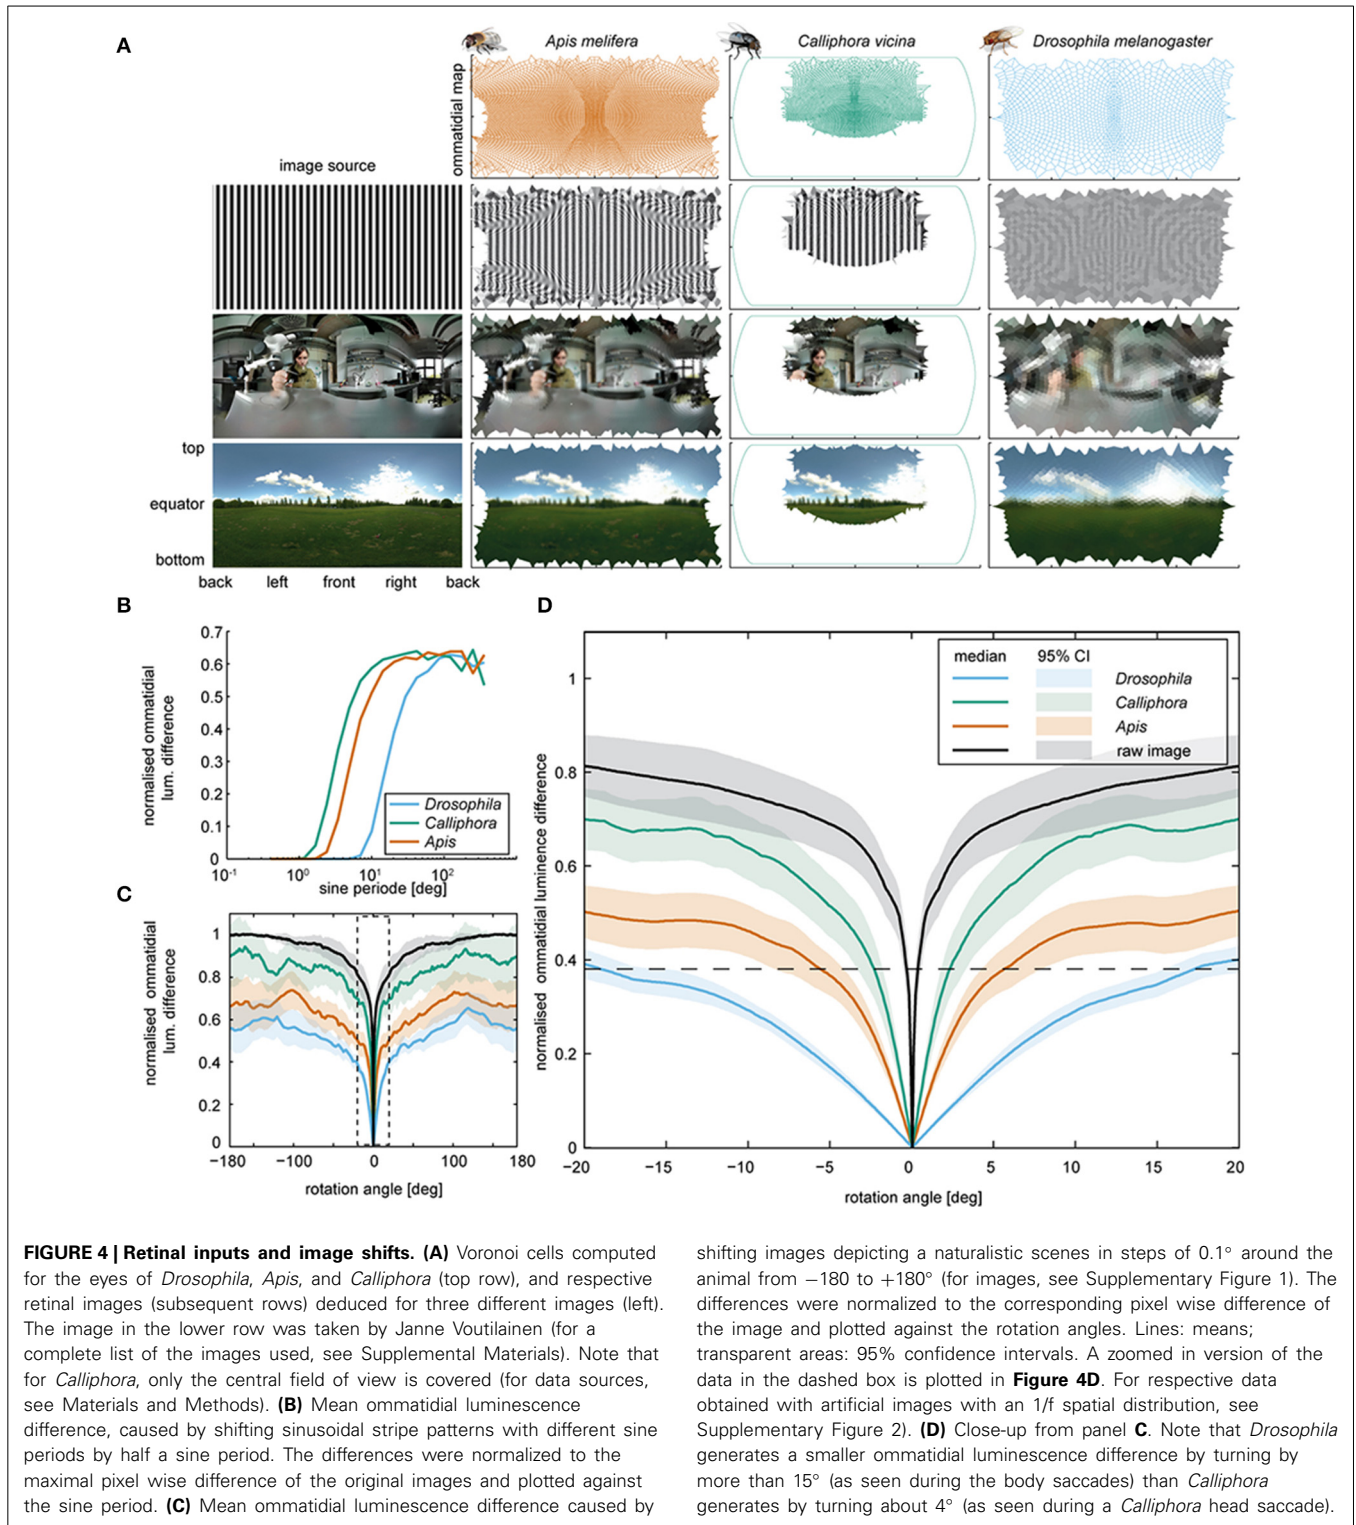 A
Apis melifera
Calliphora vicina
Drosophila melanogaster
ommatidial map
image source
top
equator
bottom
back left front right back
B
normalised ommatidial
lum. difference
0.7
0.6
0.5
0.4
0.3
0.2
0.1
0
10-1 100 101 102
sine periode [deg]
Drosophila
Calliphora
Apis
C
normalised ommatidial
lum. difference
1
0.8
0.6
0.4
0.2
0
−180 −100 0 100 180
rotation angle [deg]
D
normalised ommatidial luminence difference
1
0.8
0.6
0.4
0.2
0
−20 −15 −10 −5 0 5 10 15 20
rotation angle [deg]
median 95% CI
Drosophila
Calliphora
Apis
raw image
FIGURE 4 | Retinal inputs and image shifts. (A) Voronoi cells computed
for the eyes of Drosophila, Apis, and Calliphora (top row), and respective
retinal images (subsequent rows) deduced for three different images (left).
The image in the lower row was taken by Janne Voutilainen (for a
complete list of the images used, see Supplemental Materials). Note that
for Calliphora, only the central field of view is covered (for data sources,
see Materials and Methods). (B) Mean ommatidial luminescence
difference, caused by shifting sinusoidal stripe patterns with different sine
periods by half a sine period. The differences were normalized to the
maximal pixel wise difference of the original images and plotted against
the sine period. (C) Mean ommatidial luminescence difference caused by
shifting images depicting a naturalistic scenes in steps of 0.1° around the
animal from −180 to +180° (for images, see Supplementary Figure 1). The
differences were normalized to the corresponding pixel wise difference of
the image and plotted against the rotation angles. Lines: means;
transparent areas: 95% confidence intervals. A zoomed in version of the
data in the dashed box is plotted in Figure 4D. For respective data
obtained with artificial images with an 1/f spatial distribution, see
Supplementary Figure 2). (D) Close-up from panel C. Note that Drosophila
generates a smaller ommatidial luminescence difference by turning by
more than 15° (as seen during the body saccades) than Calliphora
generates by turning about 4° (as seen during a Calliphora head saccade).